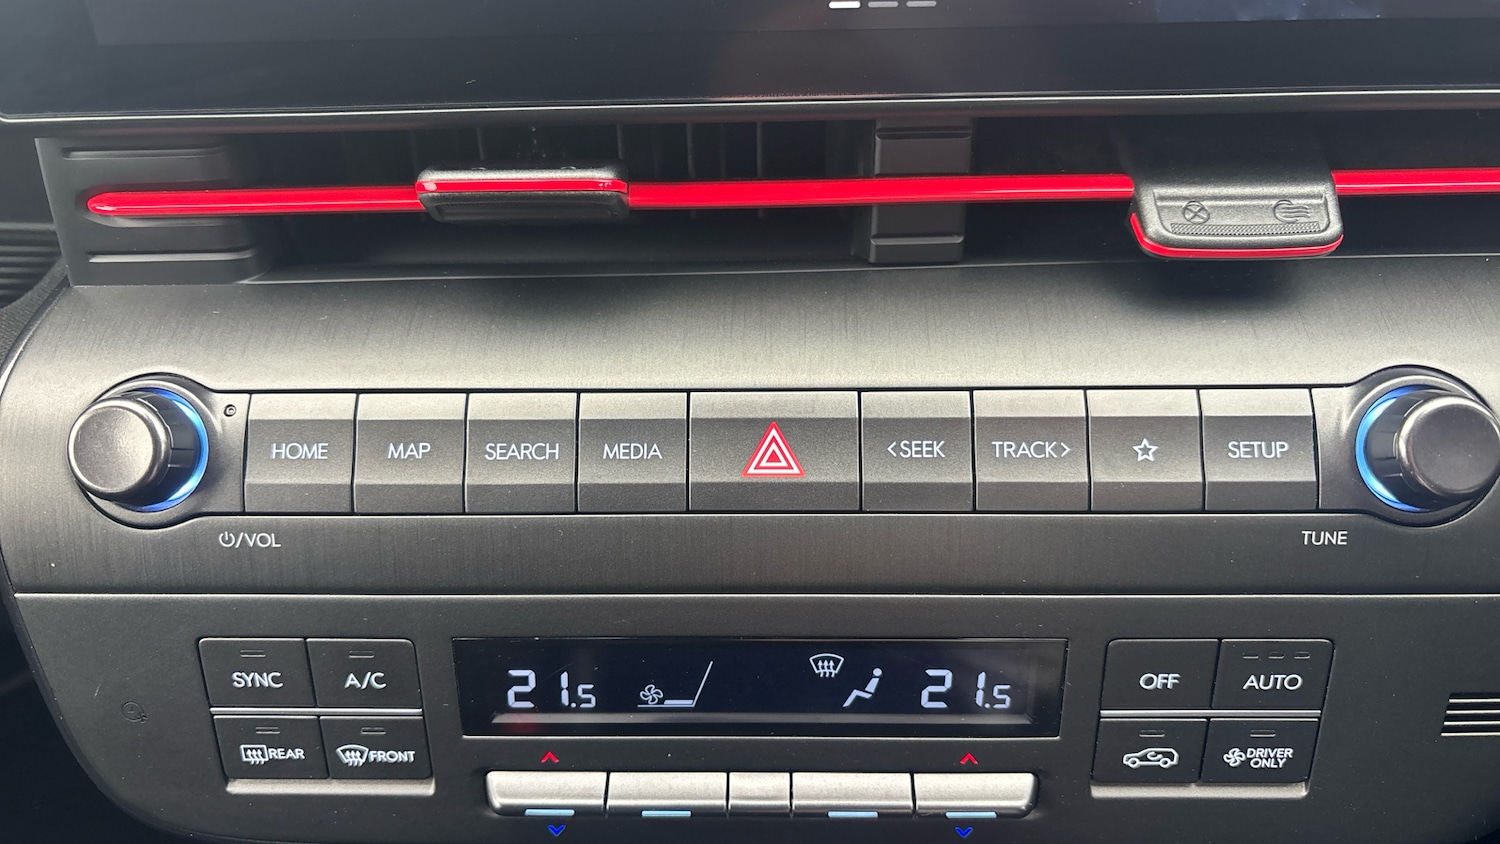 HOME
MAP
SEARCH
MEDIA
<SEEK
TRACK>
SETUP
/VOL
TUNE
SYNC
A/C
21.5
21.5
OFF
AUTO
REAR
FRONT
DRIVER
ONLY